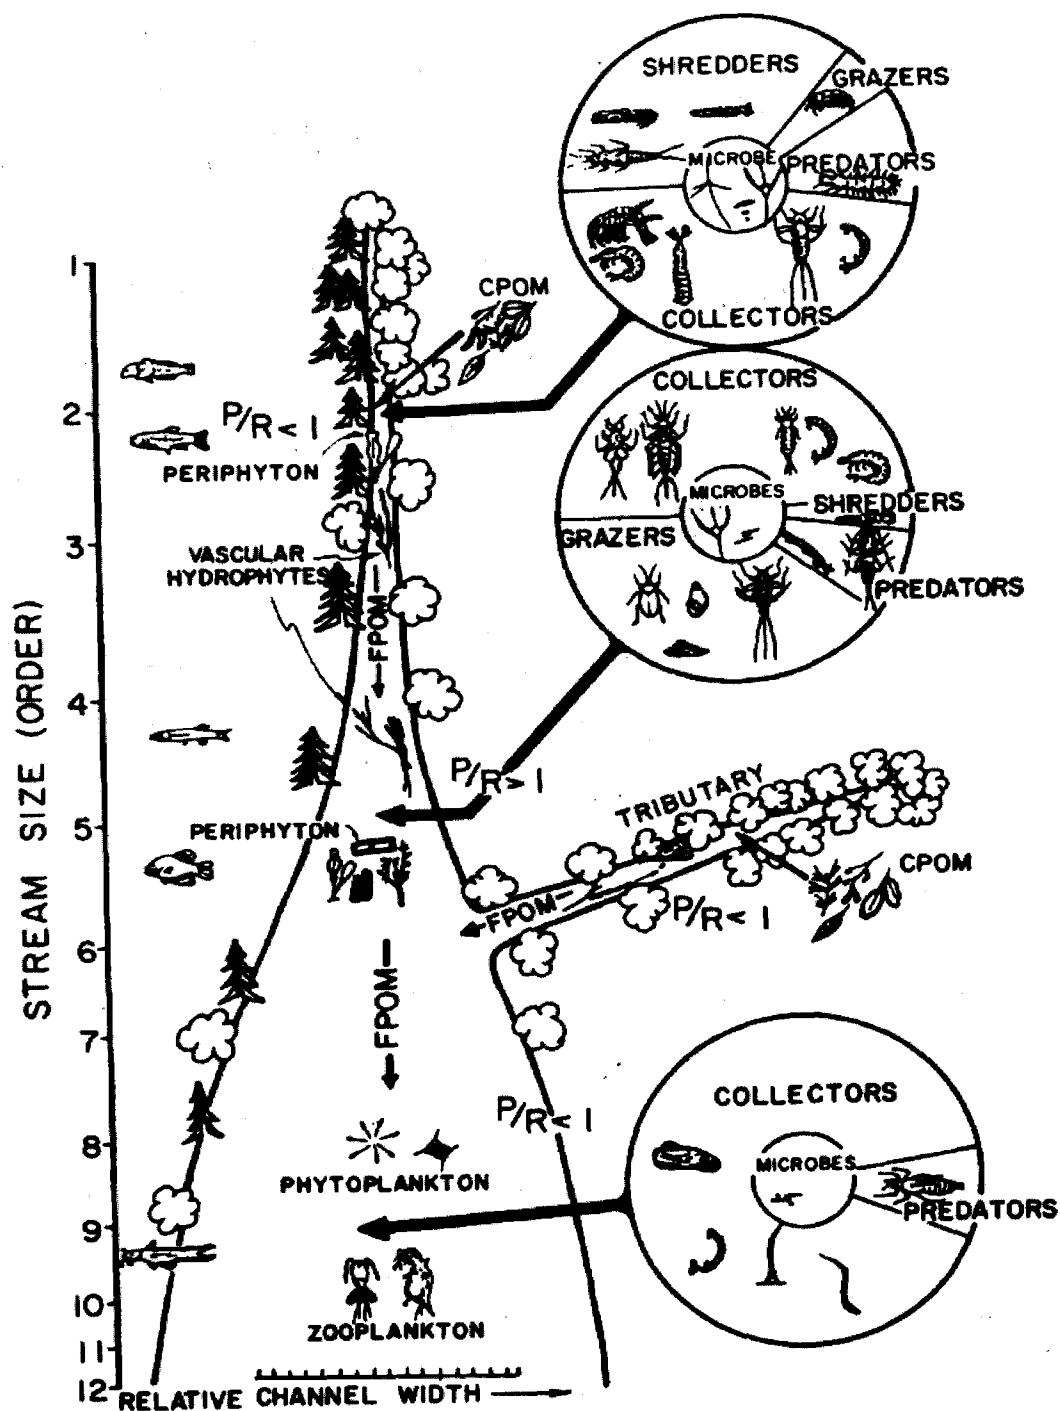 SHREDDERS
GRAZERS
MICROBE
PREDATORS
COLLECTORS
1
CPOM
2
P/R < 1
PERIPHYTON
COLLECTORS
MICROBES
SHREDDERS
GRAZERS
PREDATORS
3
VASCULAR
HYDROPHYTES
FPOM
STREAM SIZE (ORDER)
4
P/R > 1
TRIBUTARY
5
PERIPHYTON
CPOM
FPOM
P/R < 1
6
FPOM
7
P/R < 1
COLLECTORS
8
MICROBES
PHYTOPLANKTON
PREDATORS
9
10
ZOOPLANKTON
11
12
RELATIVE CHANNEL WIDTH